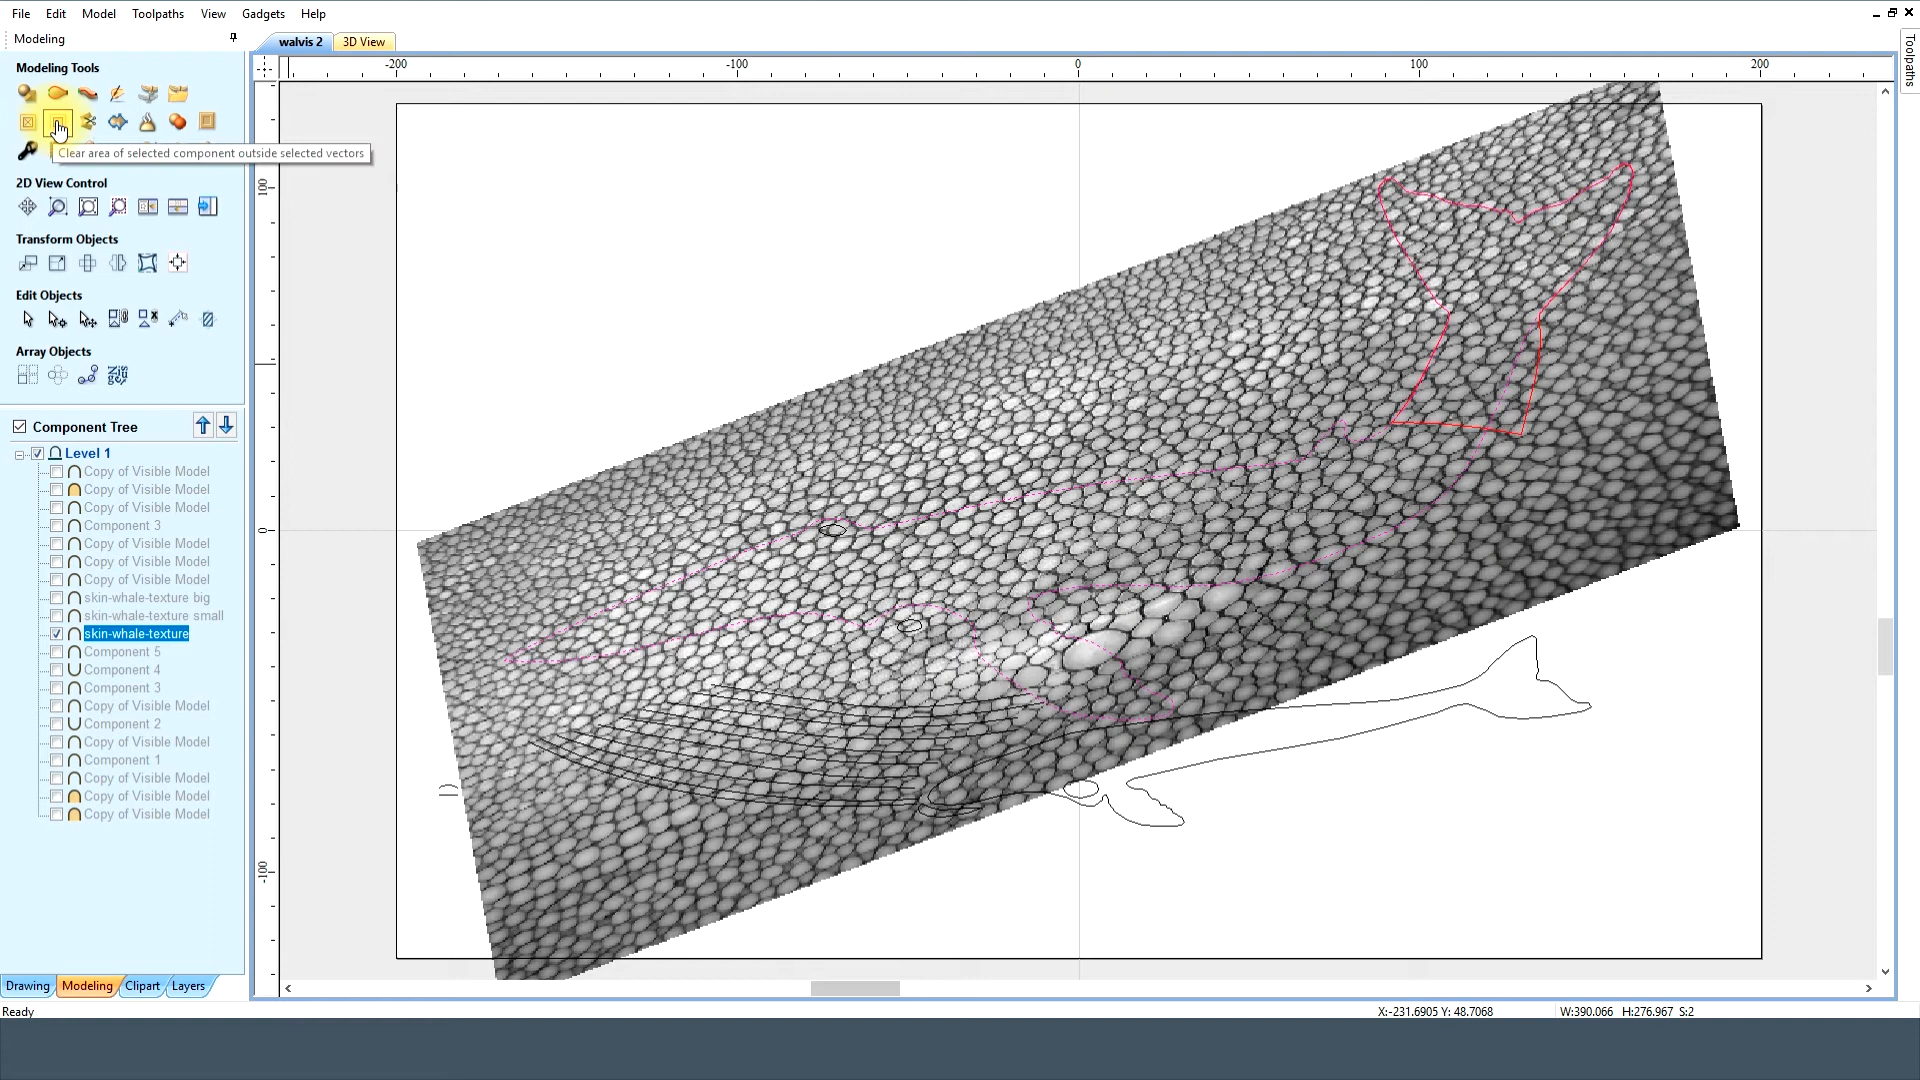 File Edit Model Toolpaths View Gadgets Help
Modeling
walvis 2 3D View
Toolpaths
Modeling Tools
-200 -100 0 100 200
Clear area of selected component outside selected vectors
2D View Control
100
Transform Objects
Edit Objects
Array Objects
Component Tree
Level 1
Copy of Visible Model
Copy of Visible Model
Copy of Visible Model
Component 3
0
Copy of Visible Model
Copy of Visible Model
Copy of Visible Model
skin-whale-texture big
skin-whale-texture small
skin-whale-texture
Component 5
Component 4
Component 3
Copy of Visible Model
Component 2
Copy of Visible Model
Component 1
Copy of Visible Model
Copy of Visible Model
Copy of Visible Model
-100
Drawing Modeling Clipart Layers
Ready
X:-231.6905 Y: 48.7068 W:390.066 H:276.967 S:2